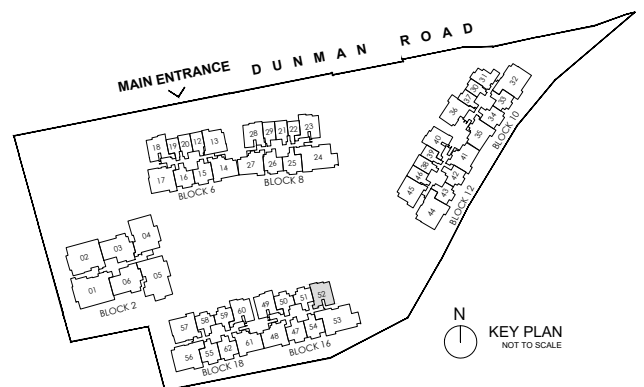 DUNMAN ROAD
MAIN ENTRANCE
18 19 20 12 13
17 16 15 14
BLOCK 6
28 29 21 22 23
27 26 25 24
BLOCK 8
31 32
30
37 33
36 34
35
BLOCK 10
40
39 41
38
46 42
45 43
44
BLOCK 12
02 03 04
01 06 05
BLOCK 2
57 58 59 60
56 55 62 61
BLOCK 18
49 50 51 52
48 47 54 53
BLOCK 16
N
KEY PLAN
NOT TO SCALE